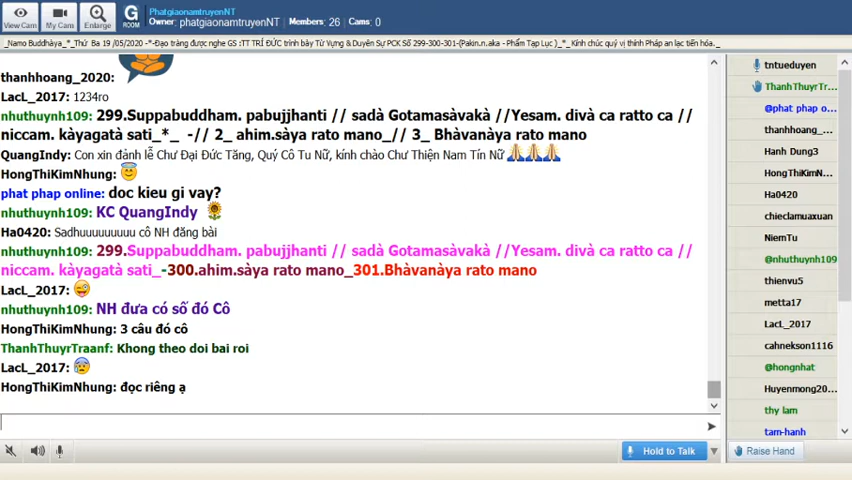 View Cam
My Cam
Enlarge
G
ROOM
PhatgiaonamtruyenNT
Owner: phatgiaonamtruyenNT Members: 26 Cams: 0
_Namo Buddhàya_*_Thứ Ba 19 /05/2020 -*-Đạo tràng được nghe GS :TT TRÍ ĐỨC trình bày Từ Vựng & Duyên Sự PCK Số 299-300-301-(Pakin.n.aka - Phẩm Tạp Lục )_*_ Kính chúc quý vị thính Pháp an lạc tiến hóa._
thanhhoang_2020:
LacL_2017: 1234ro
nhuthuynh109: 299.Suppabuddham. pabujjhanti // sadà Gotamasàvakà //Yesam. divà ca ratto ca //
niccam. kàyagatà sati_*_ -// 2_ ahim.sàya rato mano_// 3_ Bhàvanàya rato mano
QuangIndy: Con xin đảnh lễ Chư Đại Đức Tăng, Quý Cô Tu Nữ, kính chào Chư Thiện Nam Tín Nữ
HongThiKimNhung:
phat phap online: doc kieu gi vay?
nhuthuynh109: KC QuangIndy
Ha0420: Sadhuuuuuuuuu cô NH đăng bài
nhuthuynh109: 299.Suppabuddham. pabujjhanti // sadà Gotamasàvakà //Yesam. divà ca ratto ca //
niccam. kàyagatà sati_-300.ahim.sàya rato mano_301.Bhàvanàya rato mano
LacL_2017:
nhuthuynh109: NH đưa có số đó Cô
HongThiKimNhung: 3 câu đó cô
ThanhThuyrTraanf: Khong theo doi bai roi
LacL_2017:
HongThiKimNhung: đọc riêng ạ
tntueduyen
ThanhThuyrTr...
@phat phap o...
thanhhoang_...
Hanh Dung3
HongThiKimN...
Ha0420
chieclamuaxuan
NiemTu
@nhuthuynh109
thienvu5
metta17
LacL_2017
cahnekson1116
@hongnhat
Huyenmong20...
thy lam
tam-hanh
Hold to Talk
Raise Hand